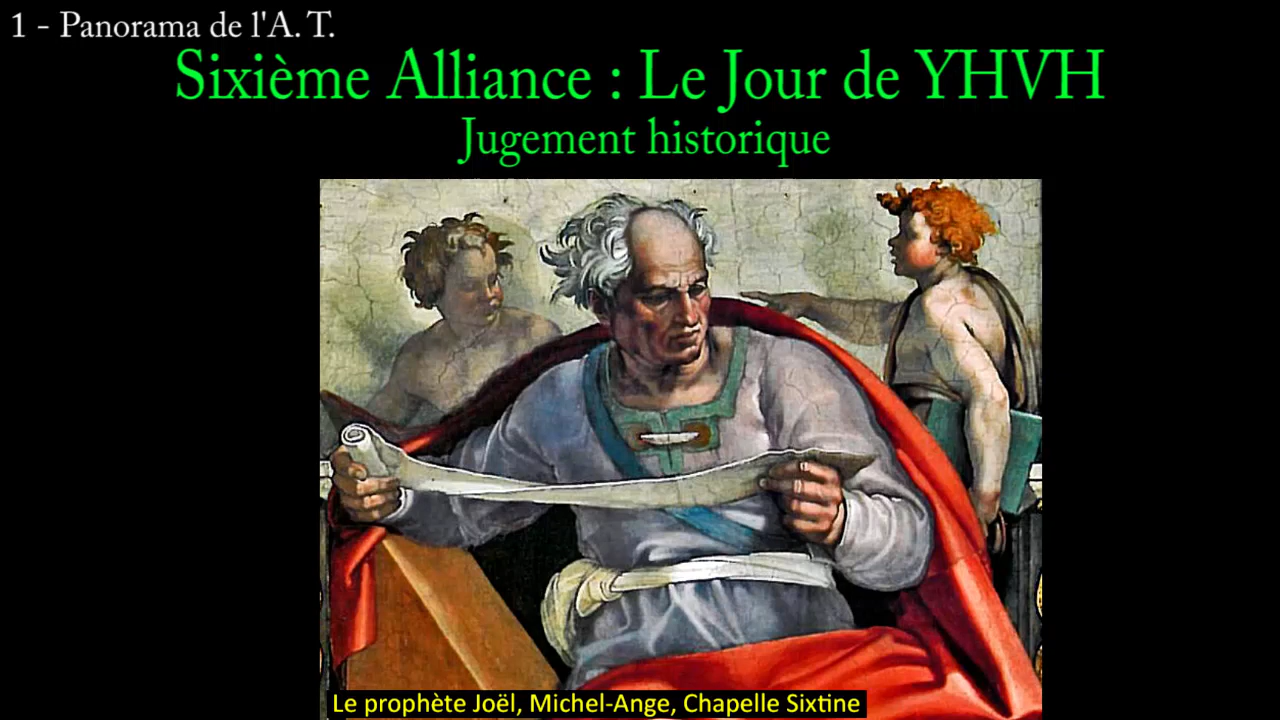 1 - Panorama de l'A. T.
Sixième Alliance : Le Jour de YHVH
Jugement historique
Le prophète Joël, Michel-Ange, Chapelle Sixtine